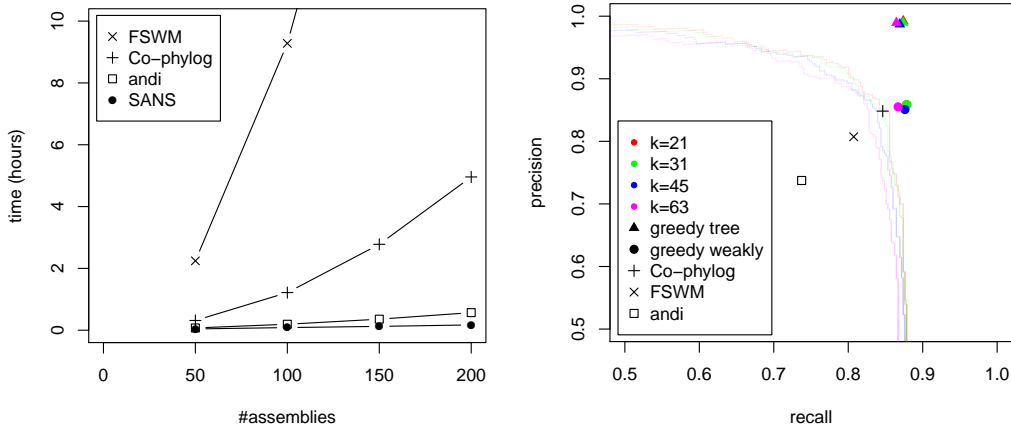 time (hours)
10
8
6
4
2
0
FSWM
Co−phylog
andi
SANS
0
50
100
150
200
#assemblies
precision
1.0
0.9
0.8
0.7
0.6
0.5
k=21
k=31
k=45
k=63
greedy tree
greedy weakly
Co−phylog
FSWM
andi
0.5
0.6
0.7
0.8
0.9
1.0
recall